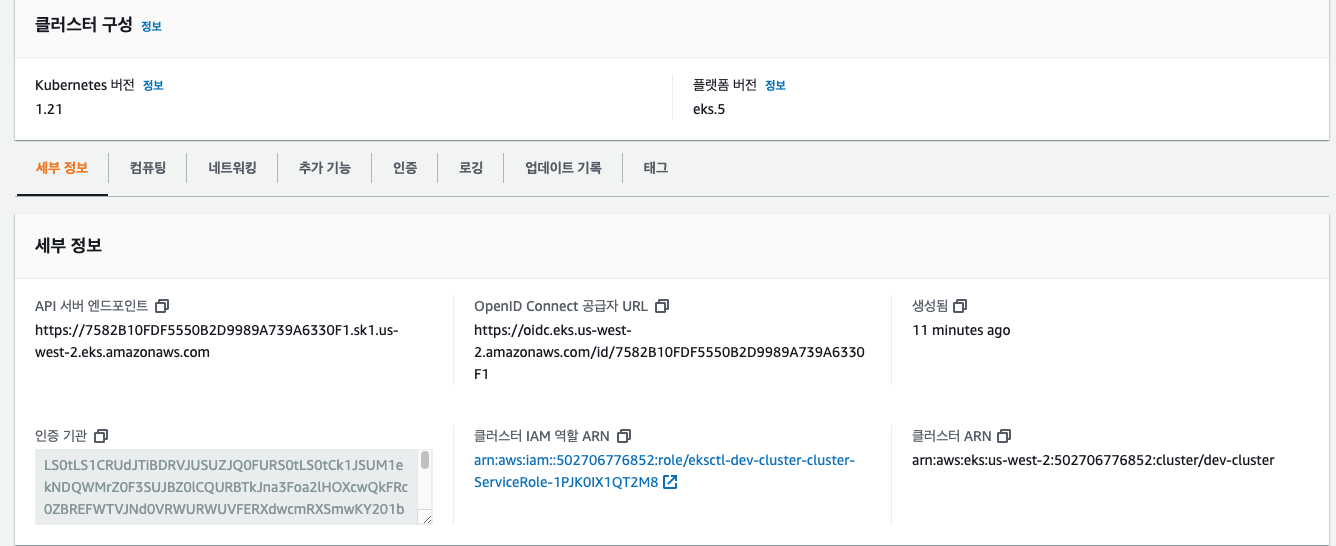 클러스터 구성 정보
Kubernetes 버전 정보
1.21
플랫폼 버전 정보
eks.5
세부 정보 컴퓨팅 네트워킹 추가 기능 인증 로깅 업데이트 기록 태그
세부 정보
API 서버 엔드포인트
https://7582B10FDF5550B2D9989A739A6330F1.sk1.us-
west-2.eks.amazonaws.com
OpenID Connect 공급자 URL
https://oidc.eks.us-west-
2.amazonaws.com/id/7582B10FDF5550B2D9989A739A6330
F1
생성됨
11 minutes ago
인증 기관
LS0tLS1CRUdJTiBDRVJUSUZJQ0FURS0tLS0tCk1JSUM1e
kNDQWMrZ0F3SUJBZ0lCQURBTkJna3Foa2lHOXcwQkFRc
0ZBREFWTVJNd0VRWURWUVFERXdwcmRXSmwKY201b
클러스터 IAM 역할 ARN
arn:aws:iam::502706776852:role/eksctl-dev-cluster-cluster-
ServiceRole-1PJK0IX1QT2M8
클러스터 ARN
arn:aws:eks:us-west-2:502706776852:cluster/dev-cluster